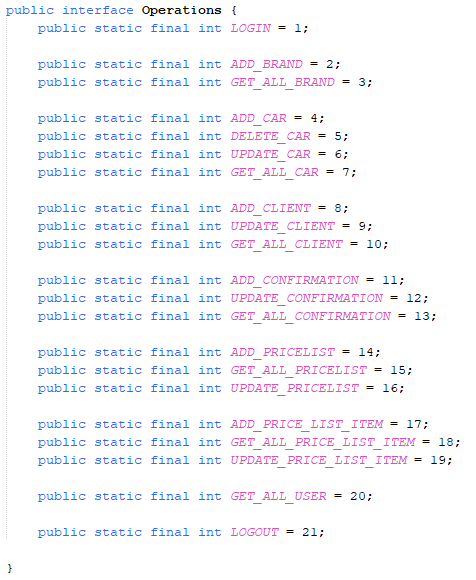 public interface Operations {
public static final int LOGIN = 1;
public static final int ADD_BRAND = 2;
public static final int GET_ALL_BRAND = 3;
public static final int ADD_CAR = 4;
public static final int DELETE_CAR = 5;
public static final int UPDATE_CAR = 6;
public static final int GET_ALL_CAR = 7;
public static final int ADD_CLIENT = 8;
public static final int UPDATE_CLIENT = 9;
public static final int GET_ALL_CLIENT = 10;
public static final int ADD_CONFIRMATION = 11;
public static final int UPDATE_CONFIRMATION = 12;
public static final int GET_ALL_CONFIRMATION = 13;
public static final int ADD_PRICELIST = 14;
public static final int GET_ALL_PRICELIST = 15;
public static final int UPDATE_PRICELIST = 16;
public static final int ADD_PRICE_LIST_ITEM = 17;
public static final int GET_ALL_PRICE_LIST_ITEM = 18;
public static final int UPDATE_PRICE_LIST_ITEM = 19;
public static final int GET_ALL_USER = 20;
public static final int LOGOUT = 21;
}